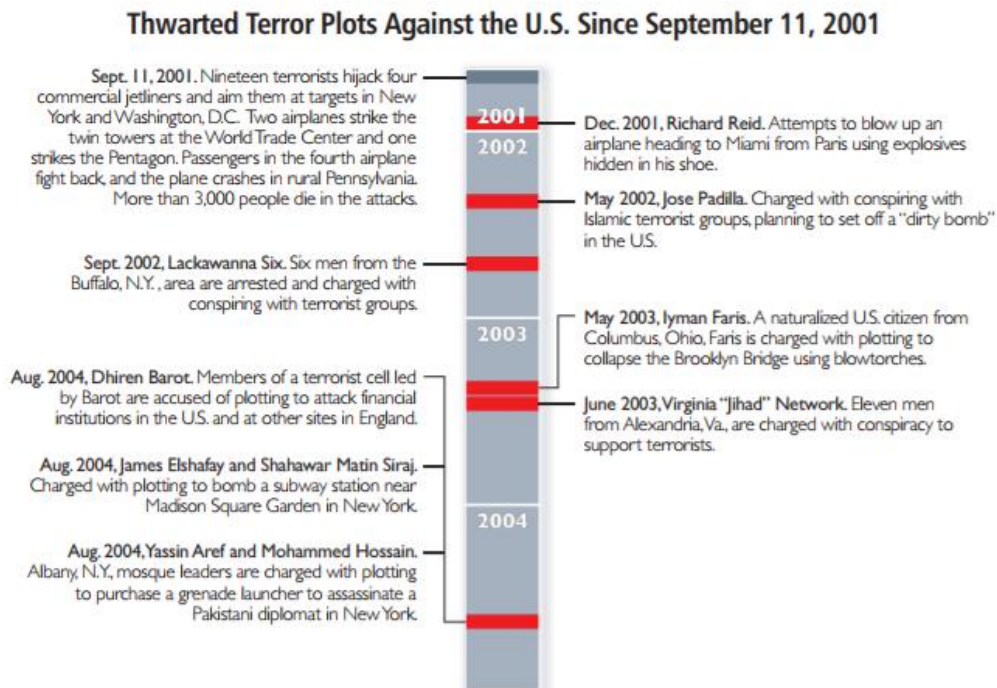 Thwarted Terror Plots Against the U.S. Since September 11, 2001
Sept. 11, 2001. Nineteen terrorists hijack four
commercial jetliners and aim them at targets in New
York and Washington, D.C. Two airplanes strike the
twin towers at the World Trade Center and one
strikes the Pentagon. Passengers in the fourth airplane
fight back, and the plane crashes in rural Pennsylvania.
More than 3,000 people die in the attacks.
2001
Dec. 2001, Richard Reid. Attempts to blow up an
airplane heading to Miami from Paris using explosives
hidden in his shoe.
2002
May 2002, Jose Padilla. Charged with conspiring with
Islamic terrorist groups, planning to set off a “dirty bomb”
in the U.S.
Sept. 2002, Lackawanna Six. Six men from the
Buffalo, N.Y., area are arrested and charged with
conspiring with terrorist groups.
2003
May 2003, Iyman Faris. A naturalized U.S. citizen from
Columbus, Ohio, Faris is charged with plotting to
collapse the Brooklyn Bridge using blowtorches.
June 2003, Virginia “Jihad” Network. Eleven men
from Alexandria, Va., are charged with conspiracy to
support terrorists.
Aug. 2004, Dhiren Barot. Members of a terrorist cell led
by Barot are accused of plotting to attack financial
institutions in the U.S. and at other sites in England.
Aug. 2004, James Elshafay and Shahawar Matin Siraj.
Charged with plotting to bomb a subway station near
Madison Square Garden in New York.
2004
Aug. 2004, Yassin Aref and Mohammed Hossain.
Albany, N.Y., mosque leaders are charged with plotting
to purchase a grenade launcher to assassinate a
Pakistani diplomat in New York.